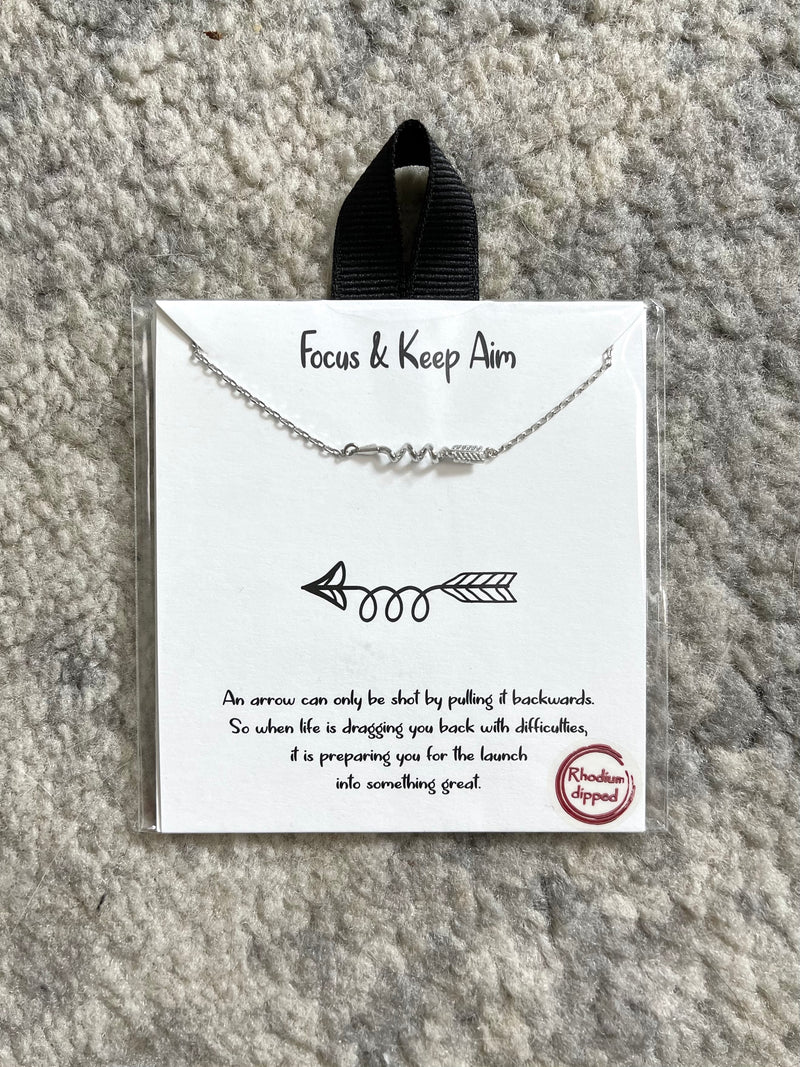 Focus & Keep Aim
An arrow can only be shot by pulling it backwards.
So when life is dragging you back with difficulties,
it is preparing you for the launch
into something great.
Rhodium
dipped